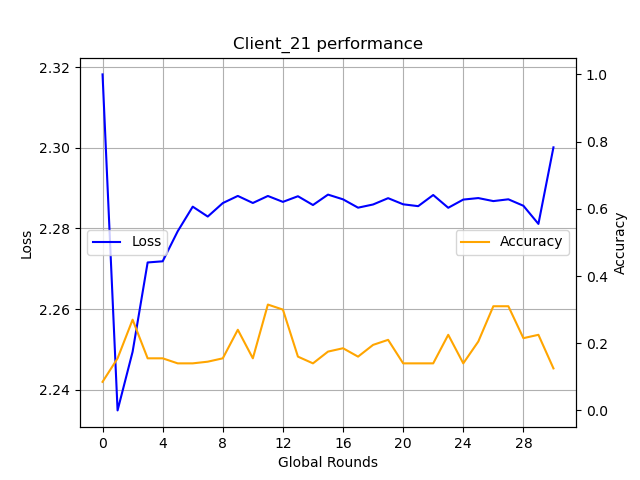 Client_21 performance
2.32
2.30
2.28
2.26
2.24
Loss
Loss
Accuracy
1.0
0.8
0.6
0.4
0.2
0.0
Accuracy
0 4 8 12 16 20 24 28
Global Rounds